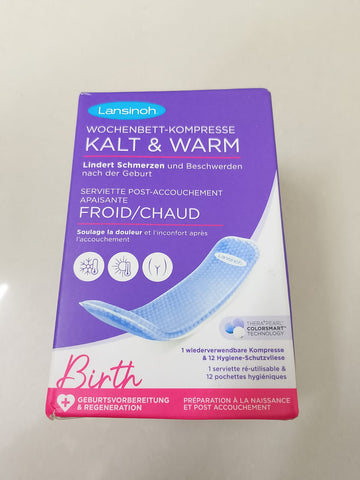 Lansinoh®
WOCHENBETT-KOMPRESSE
KALT & WARM
Lindert Schmerzen und Beschwerden
nach der Geburt
SERVIETTE POST-ACCOUCHEMENT
APAISANTE
FROID/CHAUD
Soulage la douleur et l'inconfort après
l'accouchement
Lansinoh
THERA°PEARL®
COLORSMART™
TECHNOLOGY
1 wiederverwendbare Kompresse
& 12 Hygiene-Schutzvliese
1 serviette ré-utilisable &
12 pochettes hygiéniques
Birth
GEBURTSVORBEREITUNG
& REGENERATION
PRÉPARATION À LA NAISSANCE
ET POST ACCOUCHEMENT